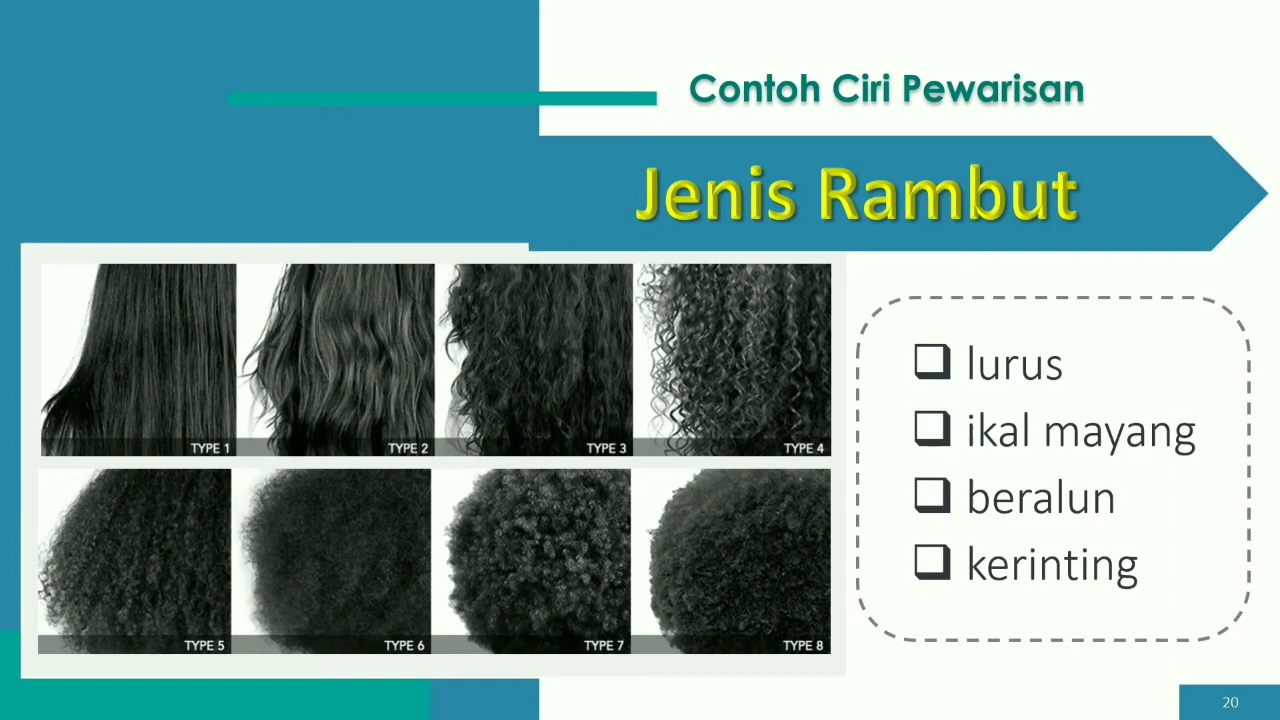 Contoh Ciri Pewarisan
Jenis Rambut
TYPE 1
TYPE 2
TYPE 3
TYPE 4
TYPE 5
TYPE 6
TYPE 7
TYPE 8
lurus
ikal mayang
beralun
kerinting
20